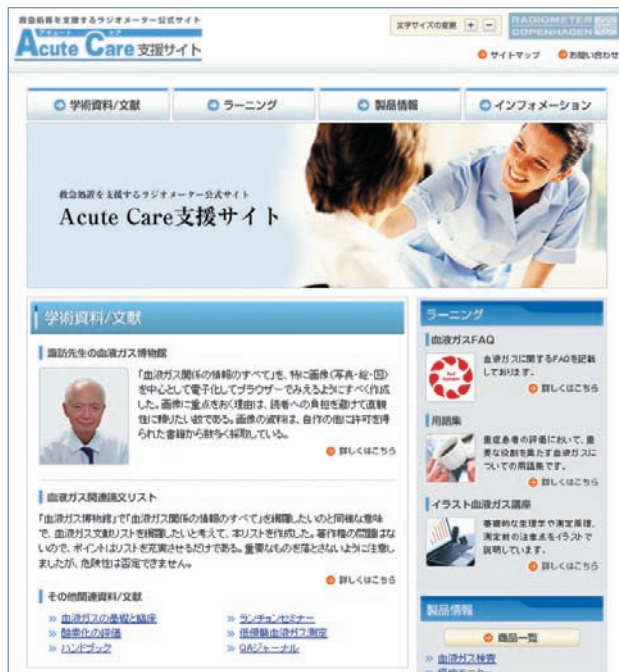 救急処置を支援するラジオメーター公式サイト
アキュート ケア
Acute Care 支援サイト
文字サイズの変更 + −
RADIOMETER
COPENHAGEN
サイトマップ お問い合わせ
学術資料/文献 ラーニング 製品情報 インフォメーション
救急処置を支援するラジオメーター公式サイト
Acute Care支援サイト
学術資料/文献
諏訪先生の血液ガス博物館
「血液ガス関係の情報のすべて」を、特に画像(写真・絵・図)
を中心として電子化してブラウザーでみえるようにすべく作成
した。画像に重点をおく理由は、読者への負担を避けて直観
性に頼りたい故である。画像の資料は、自作の他に許可を得
られた書籍から数多く採取している。
詳しくはこちら
血液ガス関連論文リスト
「血液ガス博物館」で「血液ガス関係の情報のすべて」を網羅したいのと同様な意味
で、血液ガス文献リストを網羅したいと考えて、本リストを作成した。著作権の問題はな
いので、ポイントはリストを充実させるだけである。重要なものを落とさないように注意し
ましたが、危険性は否定できません。
詳しくはこちら
その他関連資料/文献
血液ガスの基礎と臨床
ランチョンセミナー
酸素化の評価
低侵襲血液ガス測定
ハンドブック
QAジャーナル
ラーニング
血液ガスFAQ
血液ガスに関するFAQを記載
しております。
詳しくはこちら
用語集
重症患者の評価において、重
要な役割を果たす血液ガスに
ついての用語集です。
詳しくはこちら
イラスト血液ガス講座
基礎的な生理学や測定原理、
測定前の注意点をイラストで
説明しています。
詳しくはこちら
製品情報
商品一覧
血液ガス検査